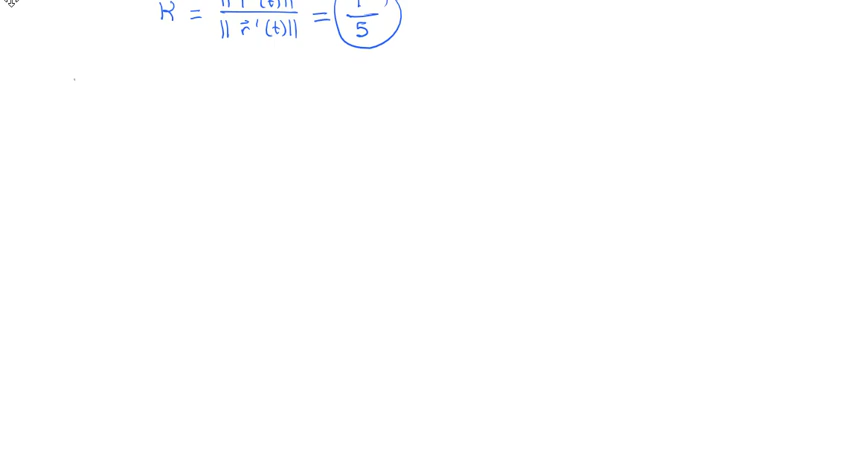 K = ||T'(t)|| / ||r⃗'(t)|| = 1/5